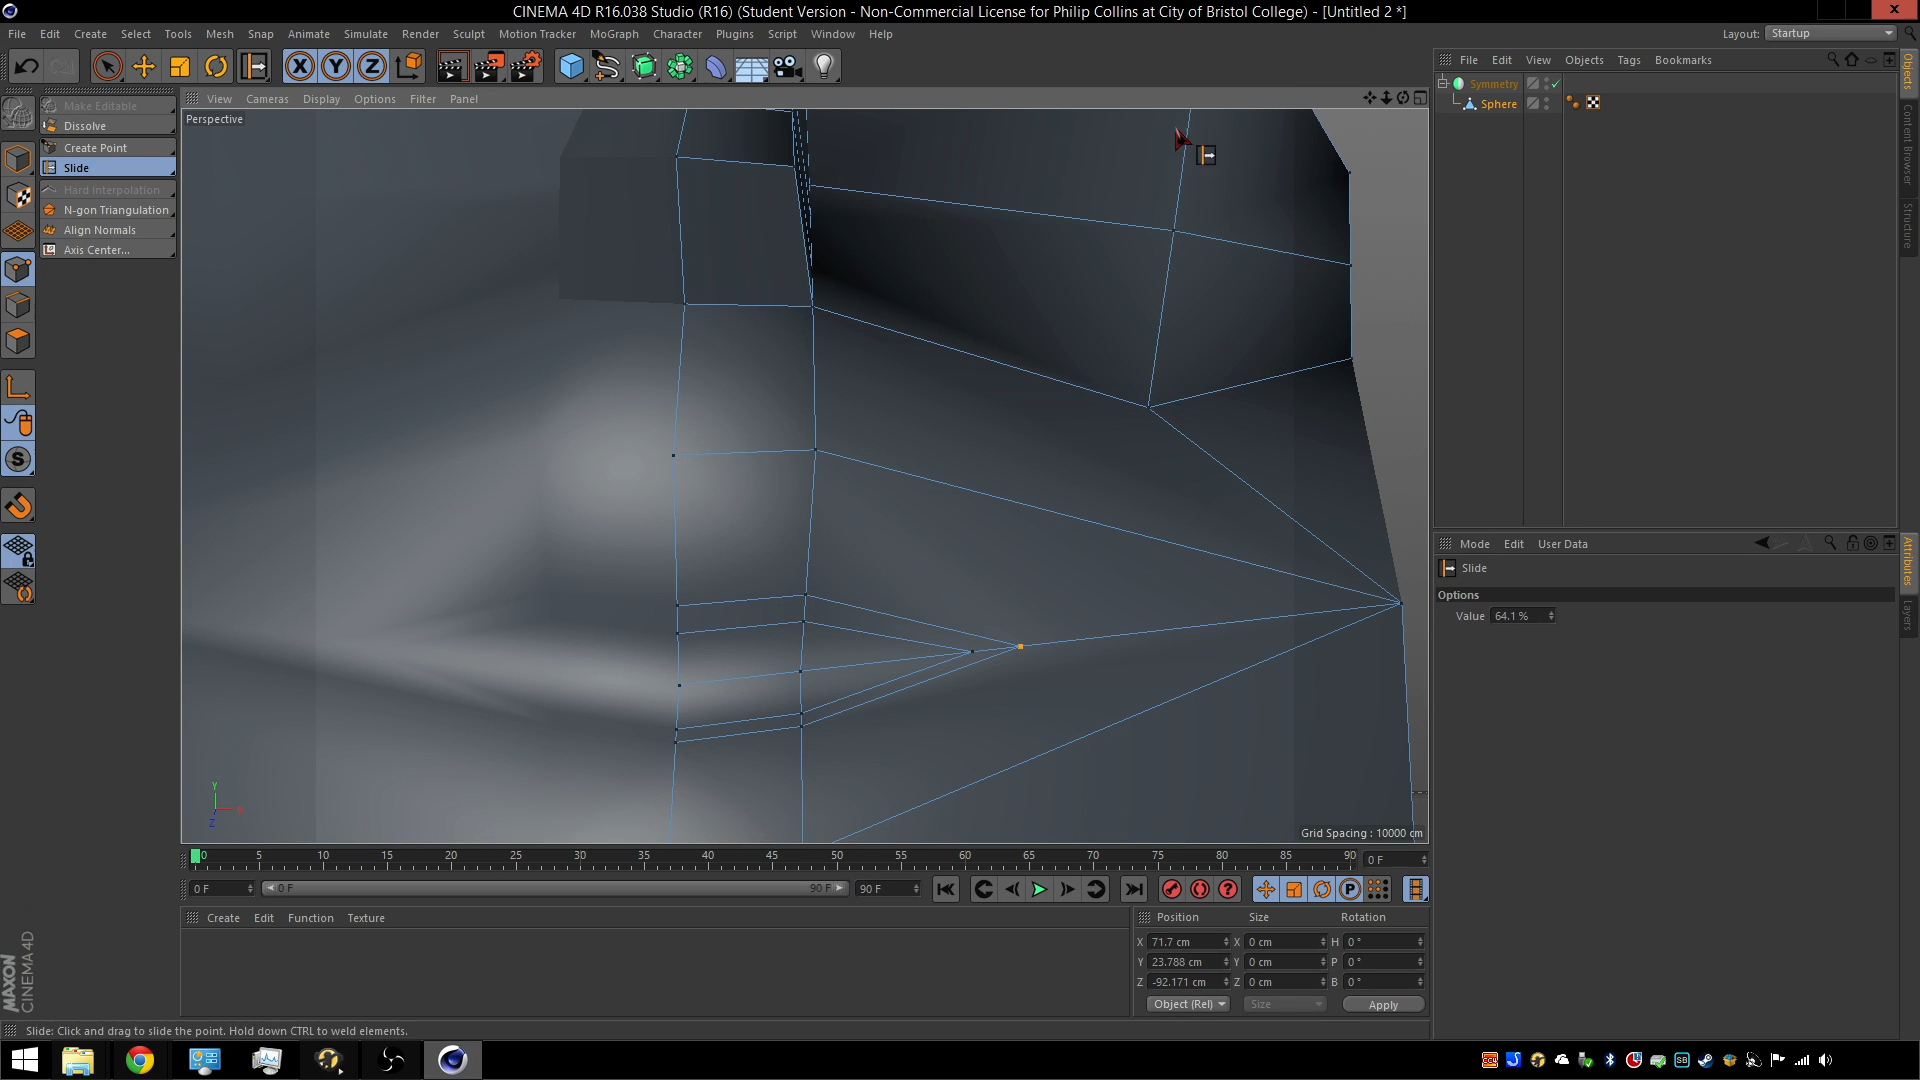 CINEMA 4D R16.038 Studio (R16) (Student Version - Non-Commercial License for Philip Collins at City of Bristol College) - [Untitled 2 *]
File Edit Create Select Tools Mesh Snap Animate Simulate Render Sculpt Motion Tracker MoGraph Character Plugins Script Window Help
Layout: Startup
File Edit View Objects Tags Bookmarks
Objects
Content Browser
Structure
Symmetry
Sphere
Make Editable
Dissolve
Create Point
Slide
Hard Interpolation
N-gon Triangulation
Align Normals
Axis Center...
View Cameras Display Options Filter Panel
Perspective
Y
Z
Grid Spacing : 10000 cm
Mode Edit User Data
Slide
Options
Value 64.1 %
Attributes
Layers
0 5 10 15 20 25 30 35 40 45 50 55 60 65 70 75 80 85 90 0 F
0 F 0 F 90 F 90 F
Create Edit Function Texture
Position Size Rotation
X 71.7 cm X 0 cm H 0 °
Y 23.788 cm Y 0 cm P 0 °
Z -92.171 cm Z 0 cm B 0 °
Object (Rel) Size Apply
MAXON
CINEMA 4D
Slide: Click and drag to slide the point. Hold down CTRL to weld elements.